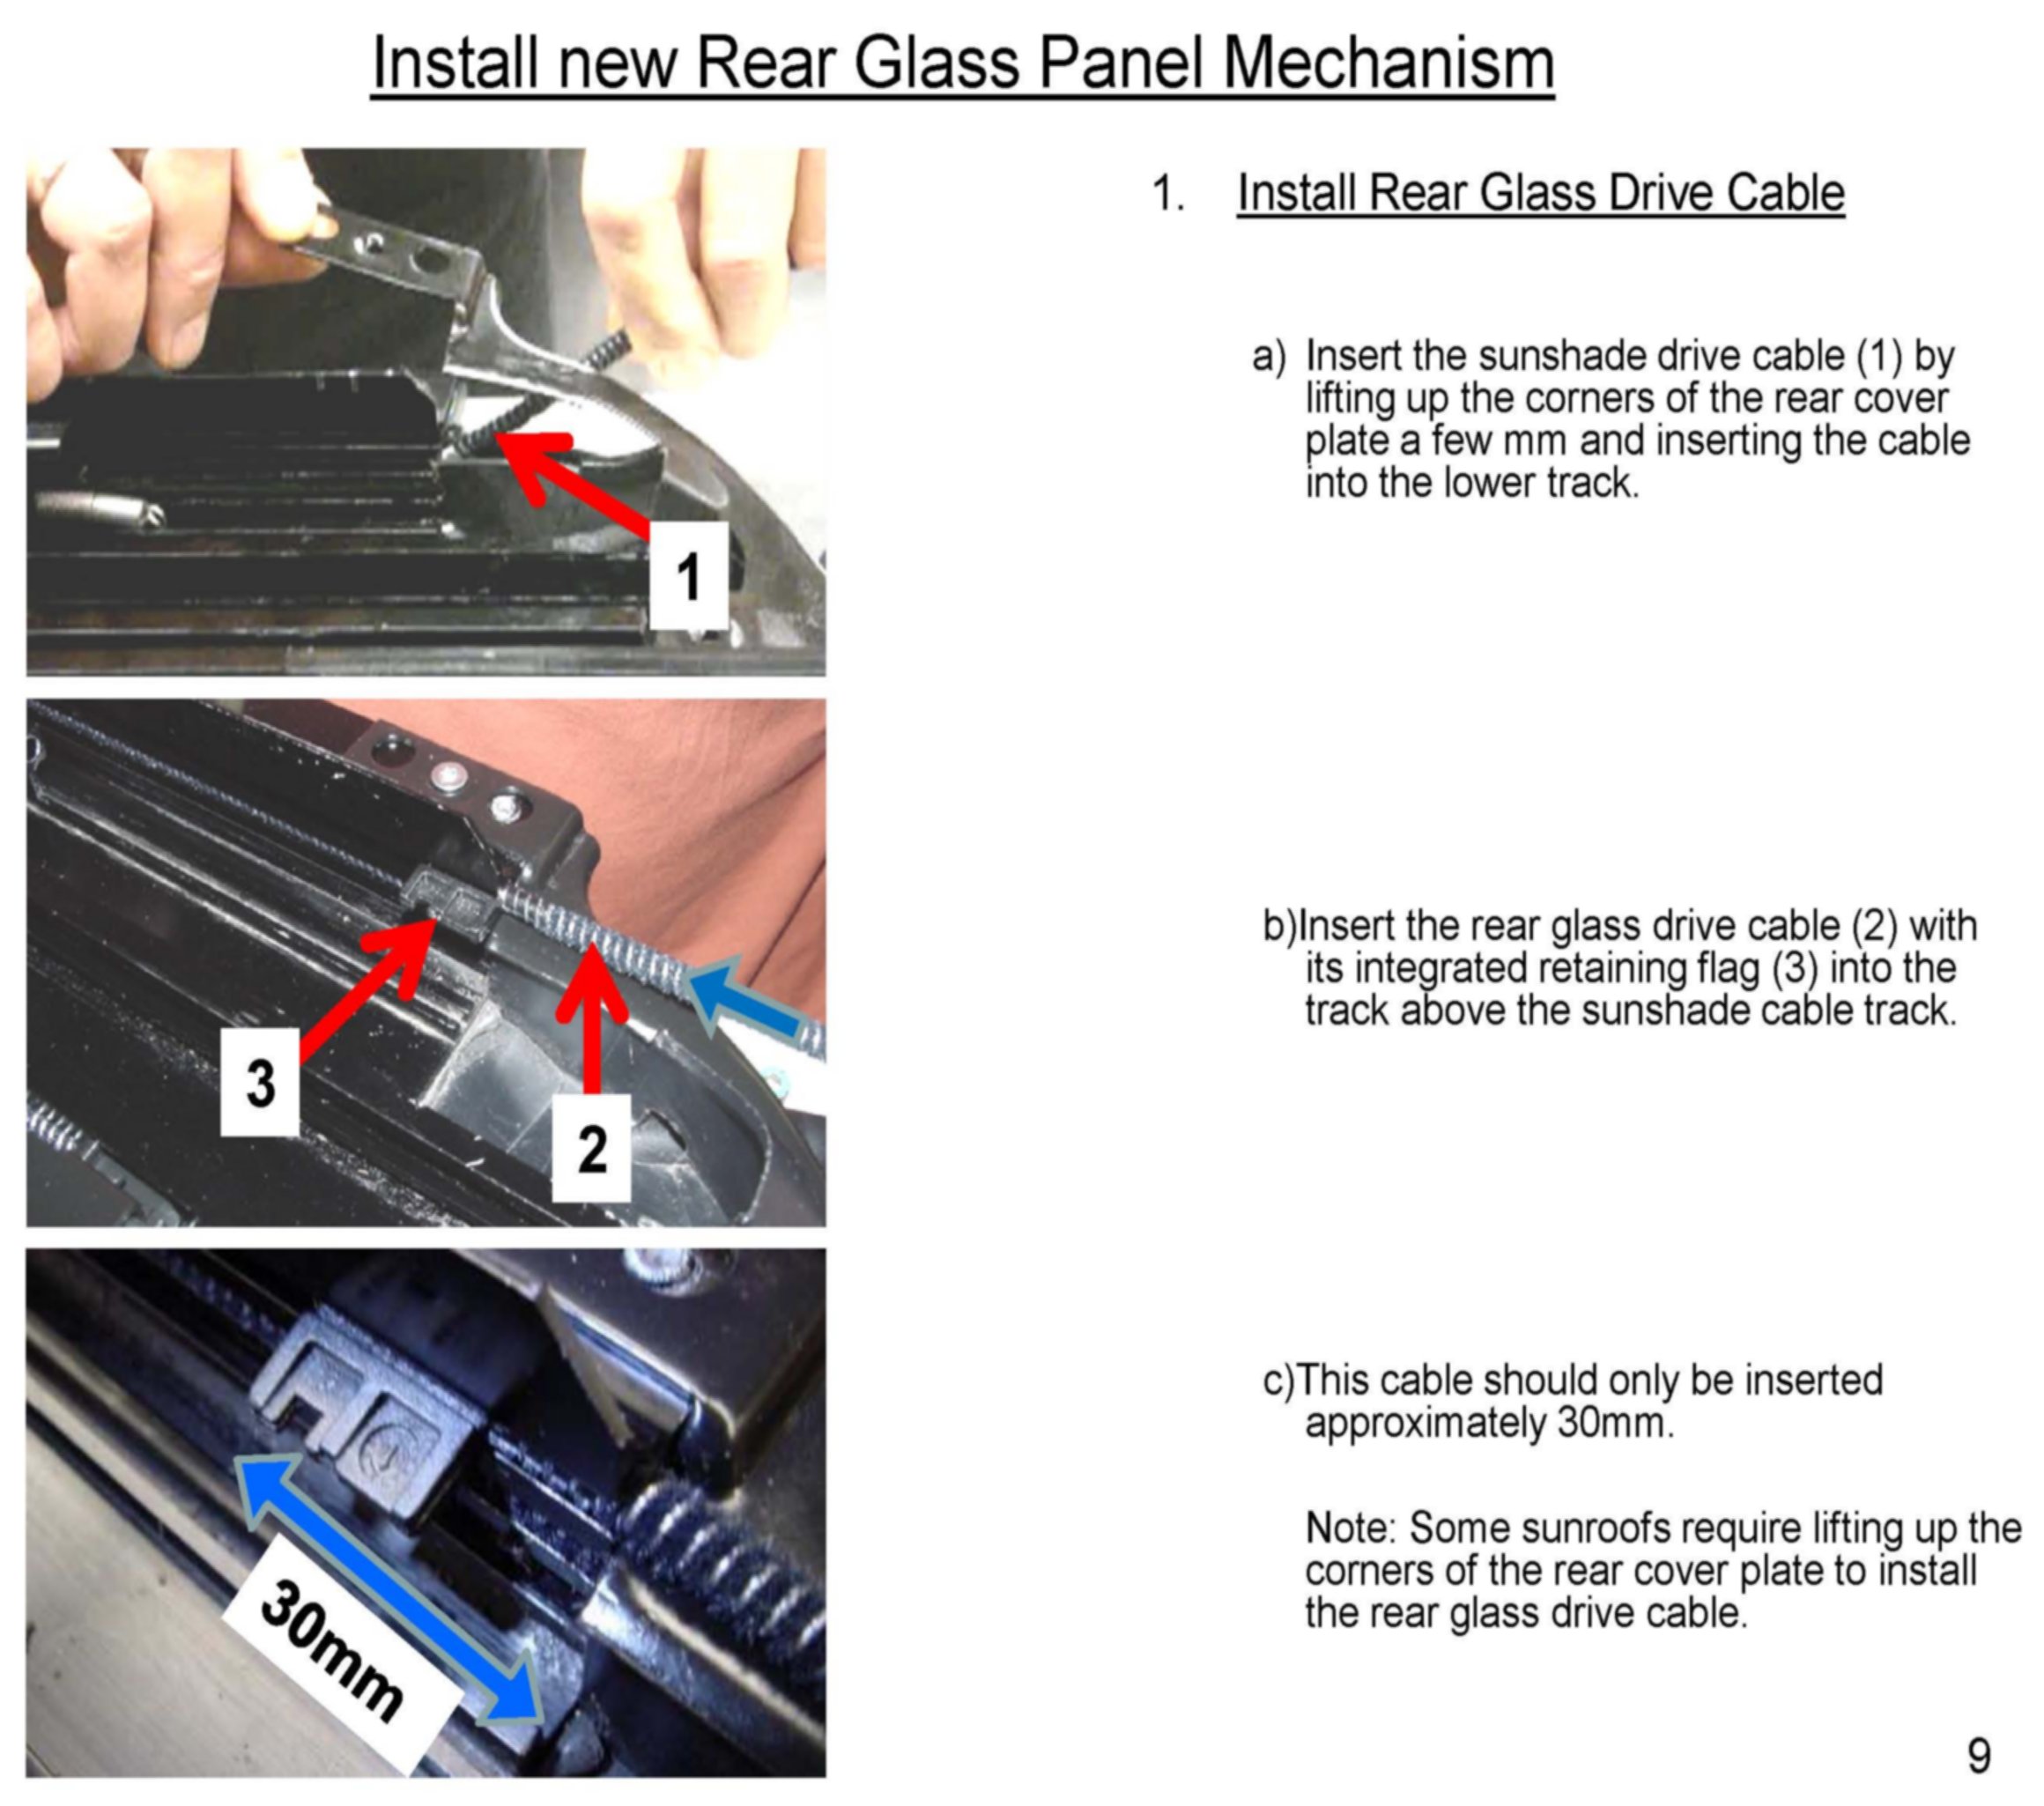 Install new Rear Glass Panel Mechanism
1. Install Rear Glass Drive Cable
a) Insert the sunshade drive cable (1) by
lifting up the corners of the rear cover
plate a few mm and inserting the cable
into the lower track.
1
b)Insert the rear glass drive cable (2) with
its integrated retaining flag (3) into the
track above the sunshade cable track.
3
2
c)This cable should only be inserted
approximately 30mm.
Note: Some sunroofs require lifting up the
corners of the rear cover plate to install
the rear glass drive cable.
30mm
9